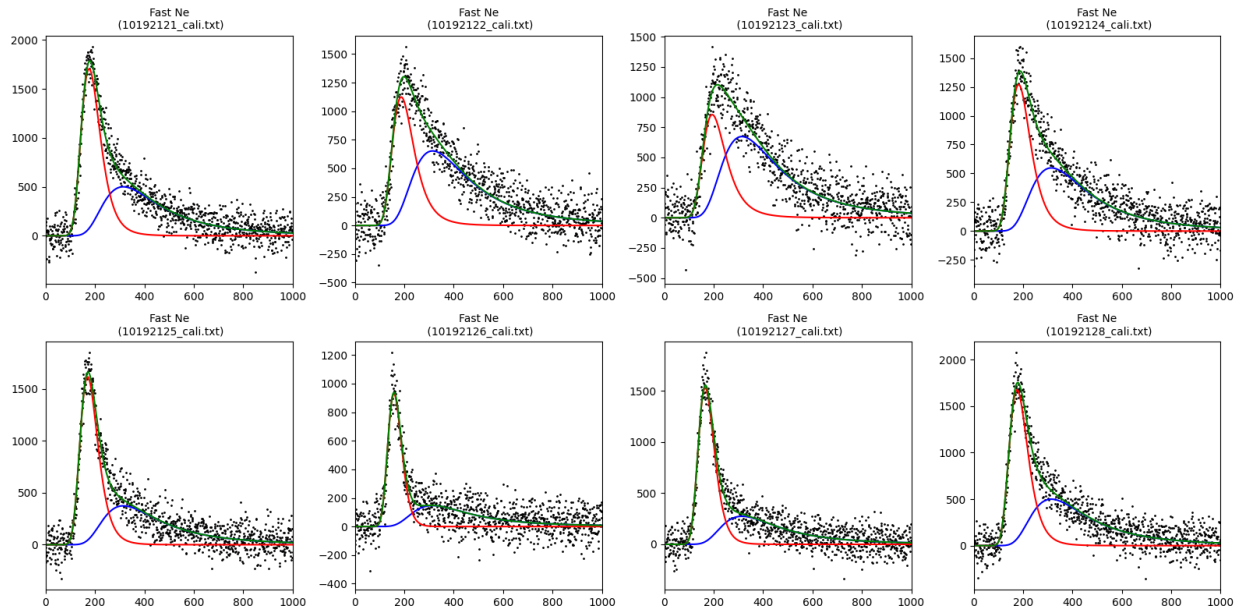 Fast Ne
(10192121_cali.txt)
2000
1500
1000
500
0
0 200 400 600 800 1000
Fast Ne
(10192122_cali.txt)
1500
1250
1000
750
500
250
0
−250
−500
0 200 400 600 800 1000
Fast Ne
(10192123_cali.txt)
1500
1250
1000
750
500
250
0
−250
−500
0 200 400 600 800 1000
Fast Ne
(10192124_cali.txt)
1500
1250
1000
750
500
250
0
−250
0 200 400 600 800 1000
Fast Ne
(10192125_cali.txt)
1500
1000
500
0
0 200 400 600 800 1000
Fast Ne
(10192126_cali.txt)
1200
1000
800
600
400
200
0
−200
−400
0 200 400 600 800 1000
Fast Ne
(10192127_cali.txt)
1500
1000
500
0
0 200 400 600 800 1000
Fast Ne
(10192128_cali.txt)
2000
1500
1000
500
0
0 200 400 600 800 1000